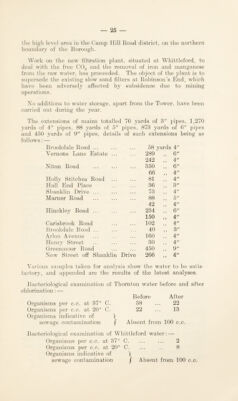 — 25 —
the high level area in the Camp Hill Road district, on the northern
boundary of the Borough.
Work on the new filtration plant, situated at Whittleford, to
deal with the free CO₂ and the removal of iron and manganese
from the raw water, has proceeded. The object of the plant is to
supersede the existing slow sand filters at Robinson's End, which
have been adversely affected by subsidence due to mining
operations.
No additions to water storage, apart from the Tower, have been
carried out during the year.
The extensions of mains totalled 76 yards of 3" pipes, 1,270
yards of 4" pipes, 88 yards of 5" pipes, 873 yards of 6" pipes
and 450 yards of 9" pipes, details of such extensions being as
follows:—
Brookdale Road ... ... ... 58 yards 4"
Vernons Lane Estate ... ... 289 ,, 6"
242 ,, 4"
Niton Road ... ... 350 ,, 6"
66 ,, 4"
Holly Stitches Road ... ... 81 ,, 4"
Hall End Place ... ... 36 ,, 3"
Shanklin Drive ... ... ... 73 ,, 4"
Marner Road ... ... ... 88 ,, 5"
42 ,, 4"
Hinckley Road ... ... ... 234 ,, 6"
150 ,, 4"
Carisbrook Road ... ... 102 ,, 4"
Brookdale Road ... ... ... 40 ,, 3"
Arlon Avenue ... ... ... 160 ,, 4"
Henry Street ... ... ... 30 ,, 4"
Greenmoor Road ... ... 450 ,, 9"
New Street off Shanklin Drive 266 ,, 4"
Various samples taken for analysis show the water to be satis-
factory, and appended are the results of the latest analyses.
Bacteriological examination of Thornton water before and after
chlorination:—
Before After
Organisms per c.c. at 37° C. 58 ... 22
Organisms per c.c. at 20° C. 22 ... 13
Organisms indicative of }
sewage contamination } Absent from 100 c.c.
Bacteriological examination of Whittleford water:—
Organisms per c.c. at 37° C. ... ... 2
Organisms per c.c. at 20° C. ... ... 8
Organisms indicative of }
sewage contamination } Absent from 100 c.c.